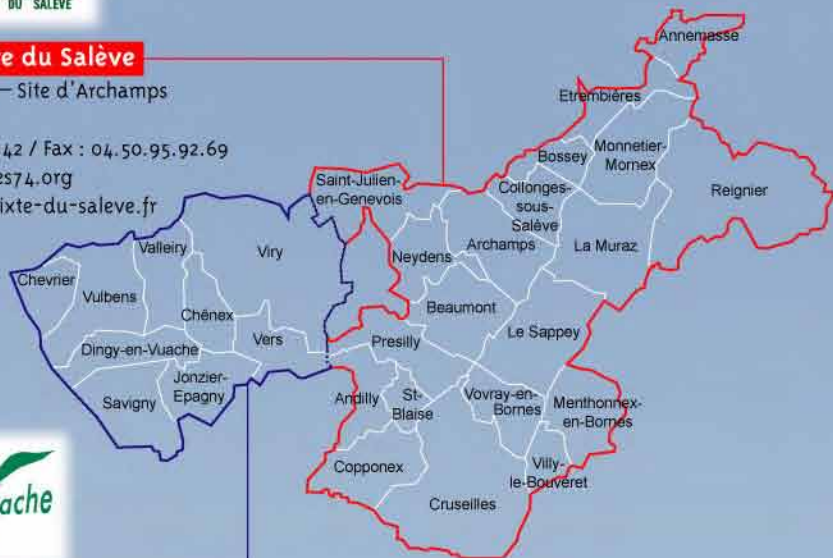 DU SALÈVE
re du Salève
– Site d'Archamps
42 / Fax : 04.50.95.92.69
es74.org
ixte-du-saleve.fr
Annemasse
Etrembières
Bossey
Monnetier-
Mornex
Saint-Julien-
en-Genevois
Collonges-
sous-
Salève
Reignier
Neydens
Archamps
La Muraz
Valleiry
Viry
Chevrier
Vulbens
Chênex
Beaumont
Le Sappey
Dingy-en-Vuache
Vers
Presilly
Savigny
Jonzier-
Epagny
Andilly
St-
Blaise
Vovray-en-
Bornes
Menthonnex-
en-Bornes
Copponex
Villy-
le-Bouveret
Cruseilles
ache